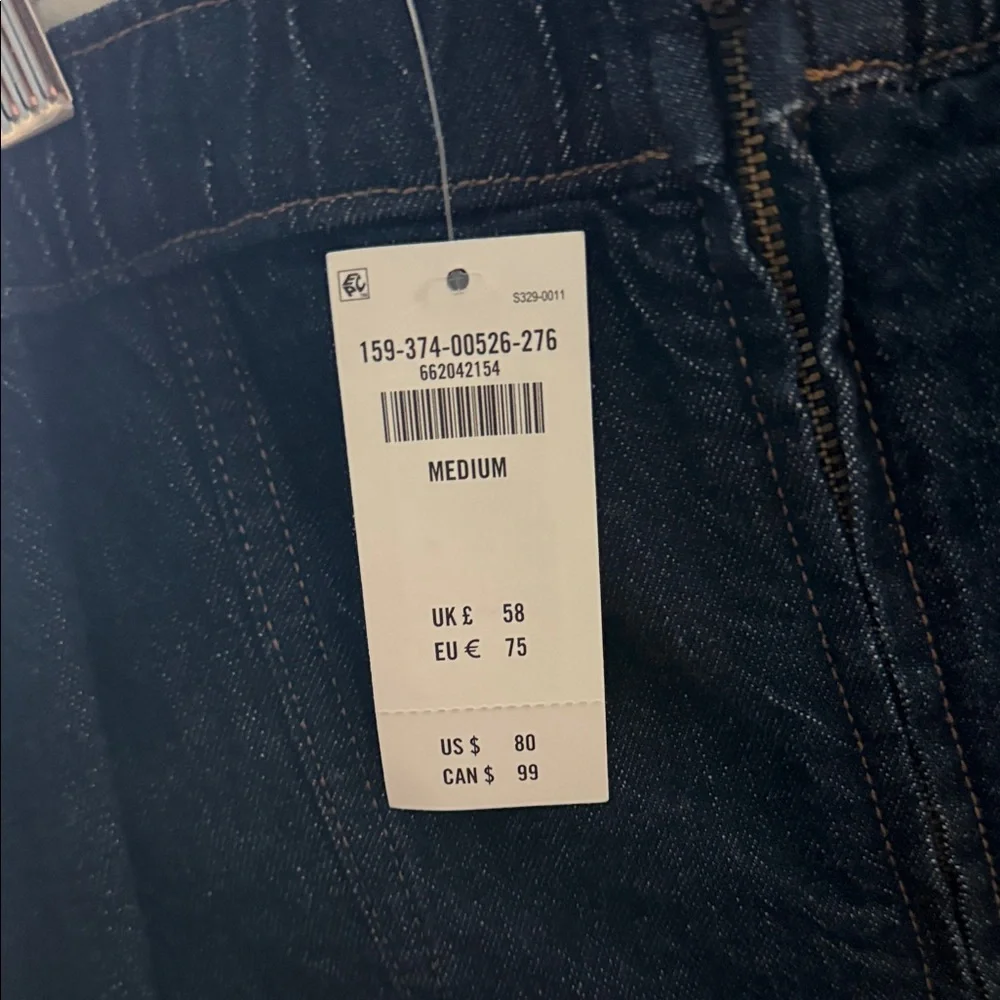 S329-0011
159-374-00526-276
662042154
MEDIUM
UK £ 58
EU € 75
US $ 80
CAN $ 99